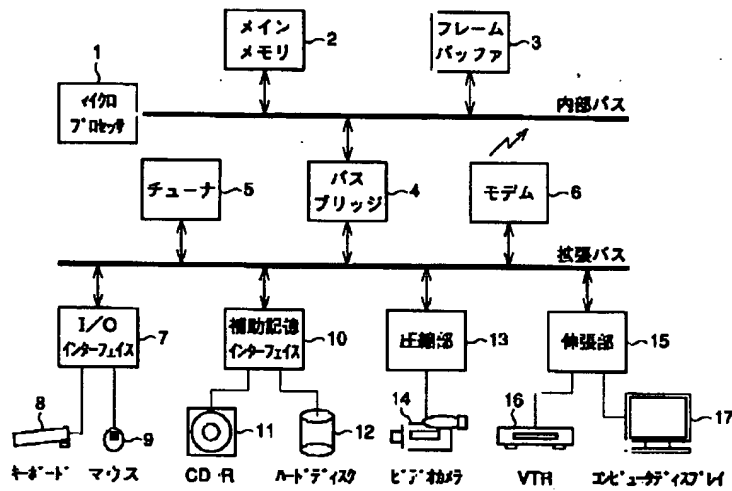 メイン
メモリ
2
フレーム
バッファ
3
1
マイクロ
プロセッサ
内部バス
チューナ
5
バス
ブリッジ
4
モデム
6
拡張バス
I/O
インターフェイス
7
補助記憶
インターフェイス
10
圧縮部
13
伸張部
15
8
9
11
12
14
16
17
キーボード
マウス
CD-R
ハードディスク
ビデオカメラ
VTR
コンピュータディスプレイ